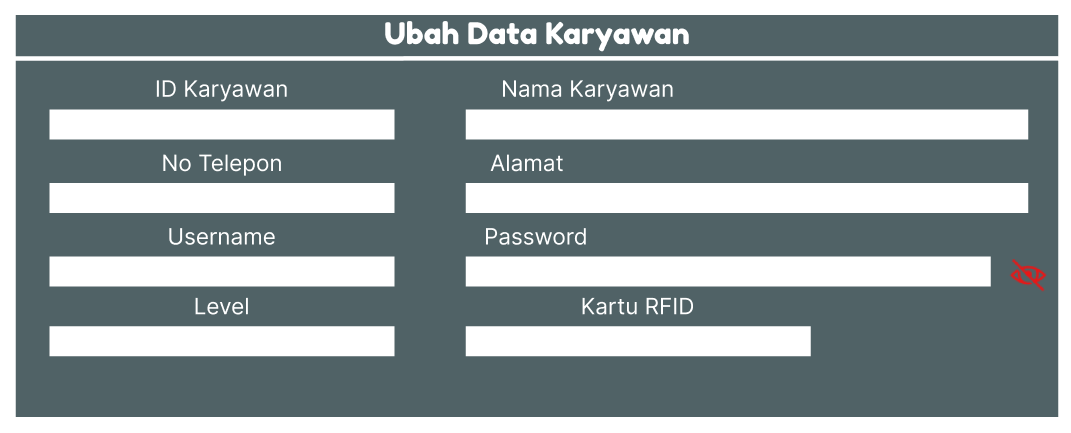 Ubah Data Karyawan
ID Karyawan
Nama Karyawan
No Telepon
Alamat
Username
Password
Level
Kartu RFID